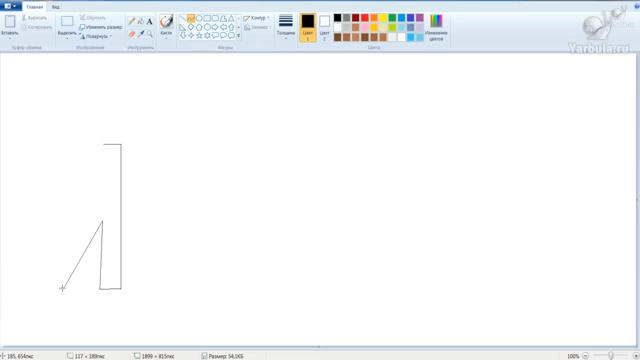 Главная Вид
Вставить
Вырезать
Копировать
Буфер обмена
Выделить
Обрезать
Изменить размер
Повернуть
Изображение
Инструменты
Кисти
Контур
Заливка
Фигуры
Толщина
Цвет 1
Цвет 2
Цвета
Изменение цветов
Yarbula.ru
185, 654пкс
117 × 189пкс
1899 × 815пкс
Размер: 54,1КБ
100%